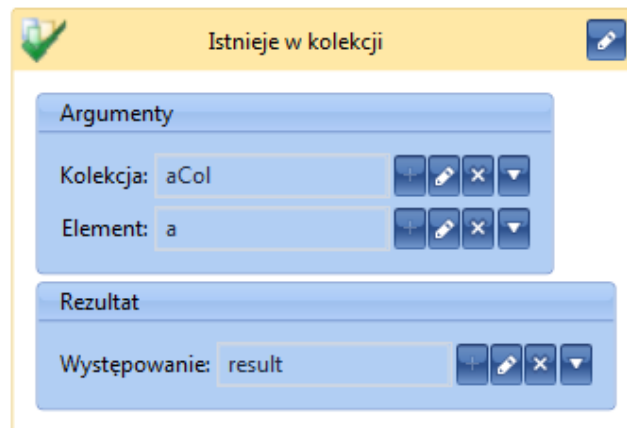 Istnieje w kolekcji
Argumenty
Kolekcja: aCol
Element: a
Rezultat
Występowanie: result